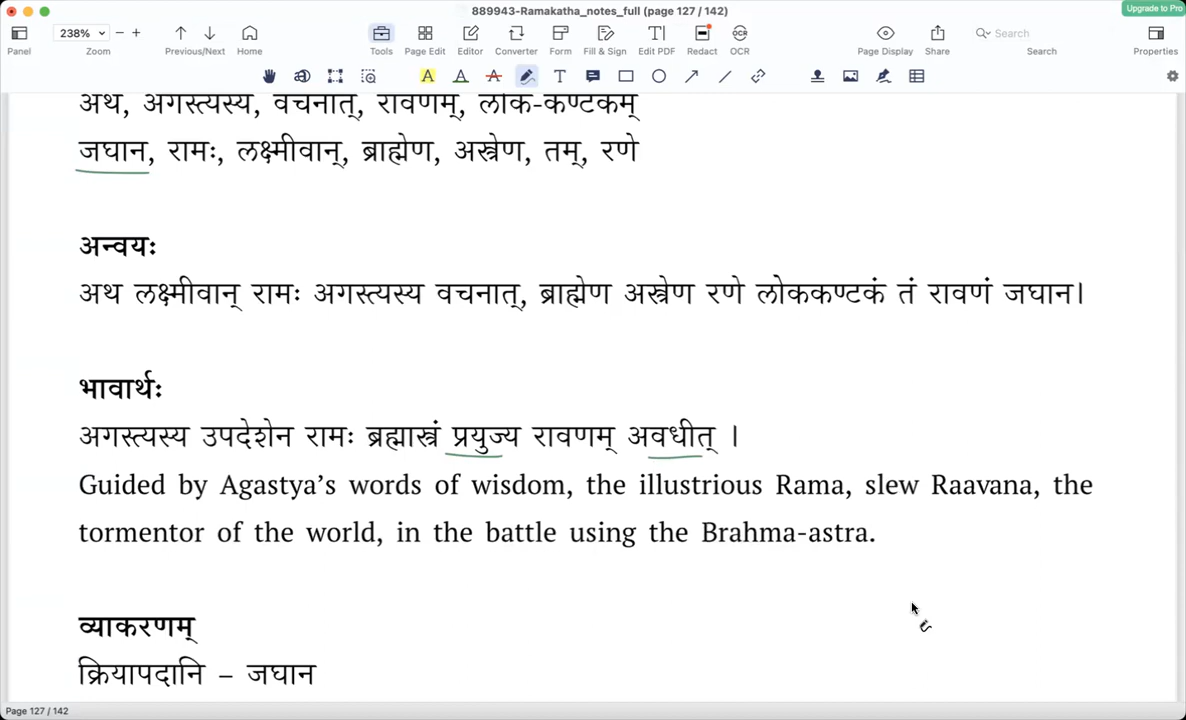 889943-Ramakatha_notes_full (page 127 / 142)
Upgrade to Pro
238%
Search
Panel Zoom Previous/Next Home Tools Page Edit Editor Converter Form Fill & Sign Edit PDF Redact OCR Page Display Share Search Properties
अथ, अगस्त्यस्य, वचनात्, रावणम्, लोक-कण्टकम्
जघान, रामः, लक्ष्मीवान्, ब्राह्मेण, अस्त्रेण, तम्, रणे
अन्वयः
अथ लक्ष्मीवान् रामः अगस्त्यस्य वचनात्, ब्राह्मेण अस्त्रेण रणे लोककण्टकं तं रावणं जघान।
भावार्थः
अगस्त्यस्य उपदेशेन रामः ब्रह्मास्त्रं प्रयुज्य रावणम् अवधीत् ।
Guided by Agastya’s words of wisdom, the illustrious Rama, slew Raavana, the
tormentor of the world, in the battle using the Brahma-astra.
व्याकरणम्
क्रियापदानि – जघान
Page 127 / 142